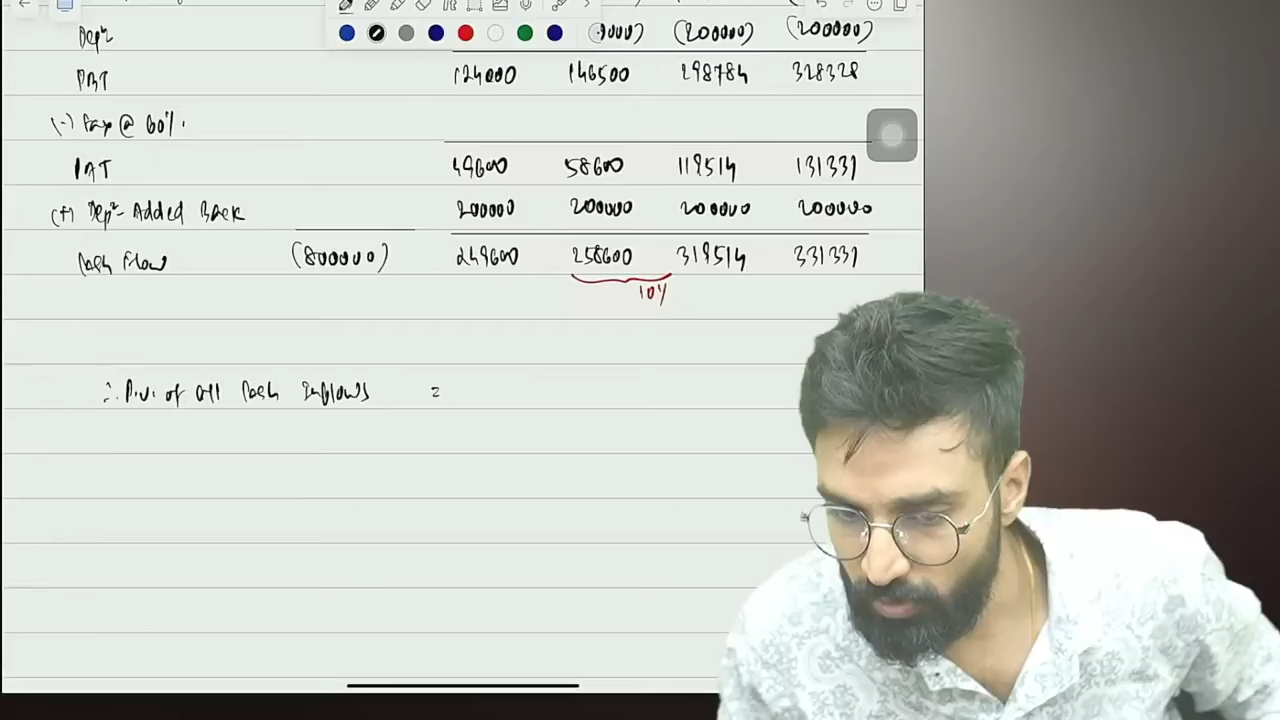 Depn 000) (200000) (200000)
PBT 124000 146500 298784 328328
(-) Tax @ 60%.
PAT 49600 58600 119514 131331
(+) Depn Added Back 200000 200000 200000 200000
Cash Flow (800000) 249600 258600 319514 331331
10%
∴ P.V. of all Cash Inflows =